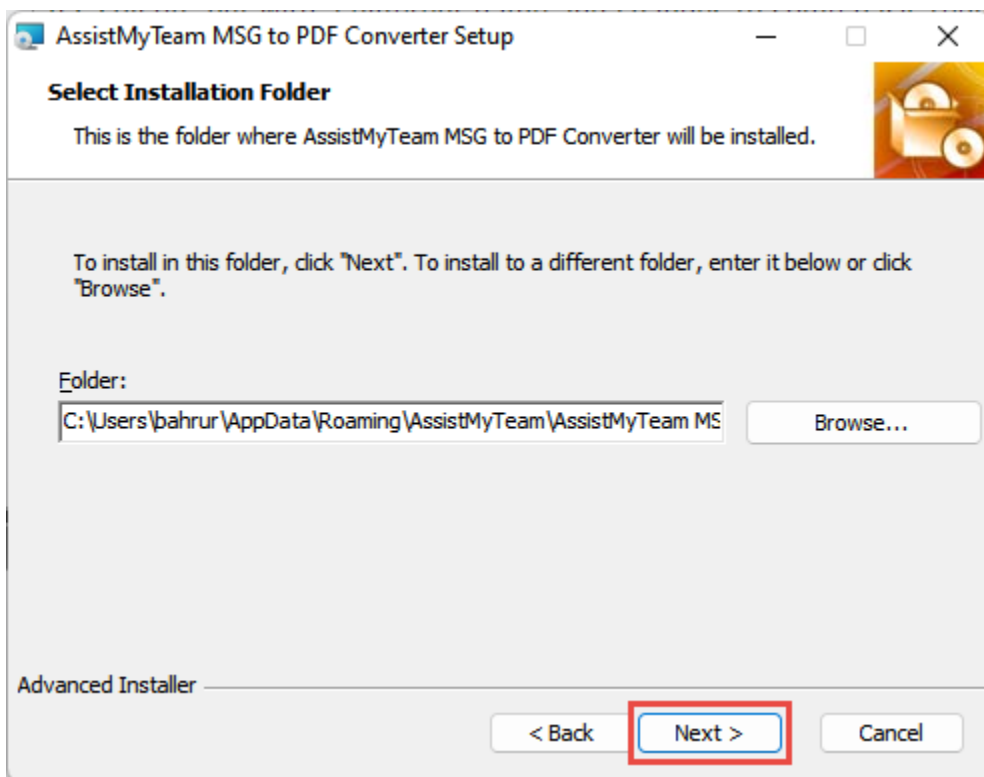 AssistMyTeam MSG to PDF Converter Setup
Select Installation Folder
This is the folder where AssistMyTeam MSG to PDF Converter will be installed.
To install in this folder, click "Next". To install to a different folder, enter it below or click
"Browse".
Folder:
C:\Users\bahrur\AppData\Roaming\AssistMyTeam\AssistMyTeam MS
Browse...
Advanced Installer
< Back
Next >
Cancel